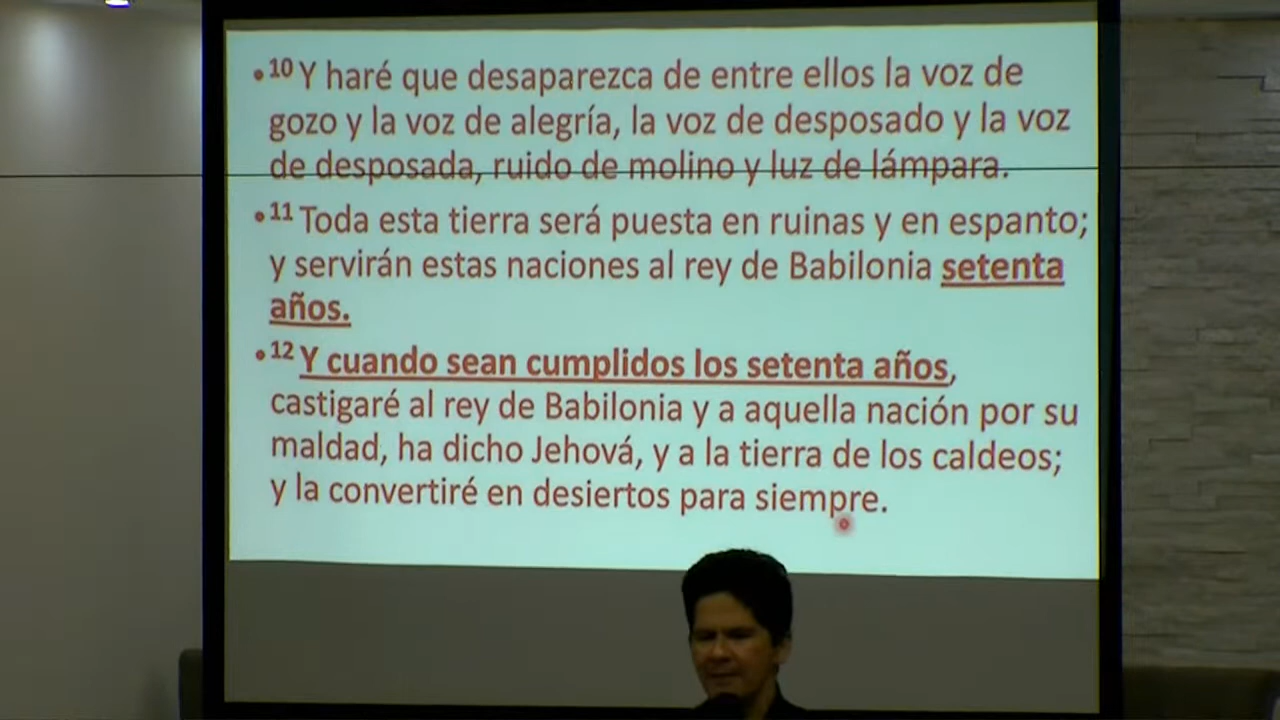 •10 Y haré que desaparezca de entre ellos la voz de
gozo y la voz de alegría, la voz de desposado y la voz
de desposada, ruido de molino y luz de lámpara.
•11 Toda esta tierra será puesta en ruinas y en espanto;
y servirán estas naciones al rey de Babilonia setenta
años.
•12 Y cuando sean cumplidos los setenta años,
castigaré al rey de Babilonia y a aquella nación por su
maldad, ha dicho Jehová, y a la tierra de los caldeos;
y la convertiré en desiertos para siempre.